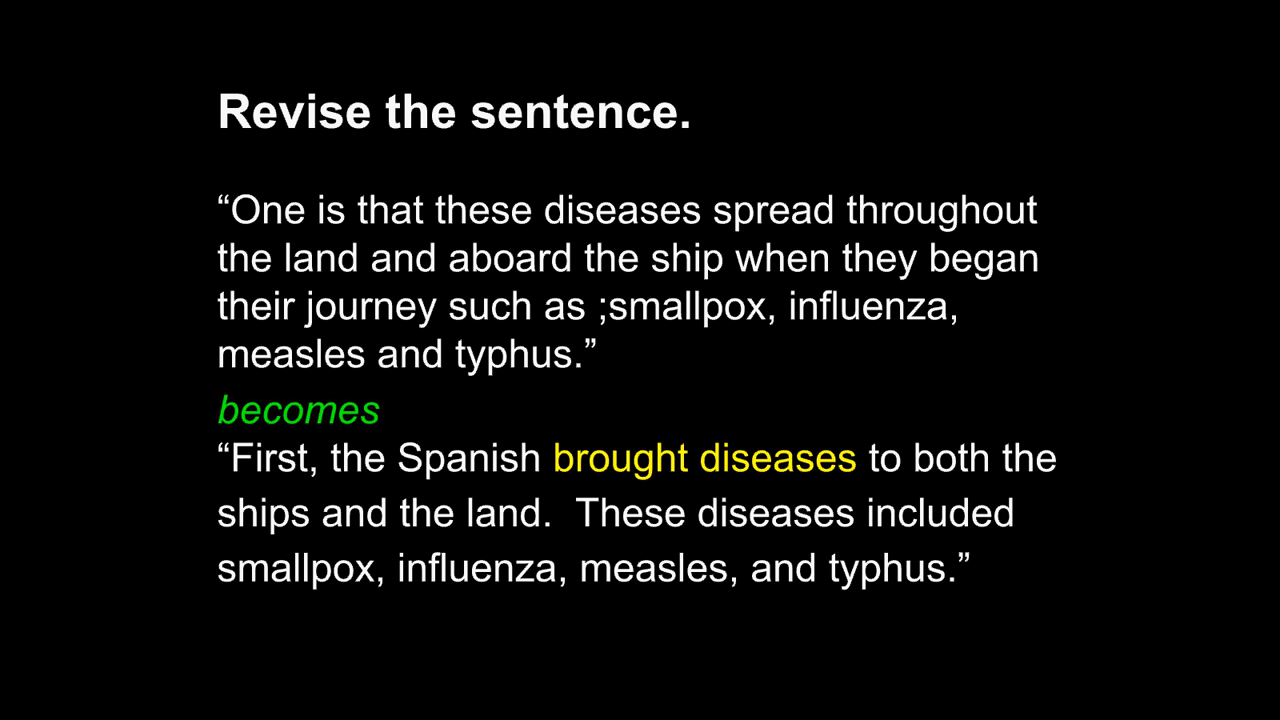 Revise the sentence.
“One is that these diseases spread throughout
the land and aboard the ship when they began
their journey such as ;smallpox, influenza,
measles and typhus.”
becomes
“First, the Spanish brought diseases to both the
ships and the land.  These diseases included
smallpox, influenza, measles, and typhus.”